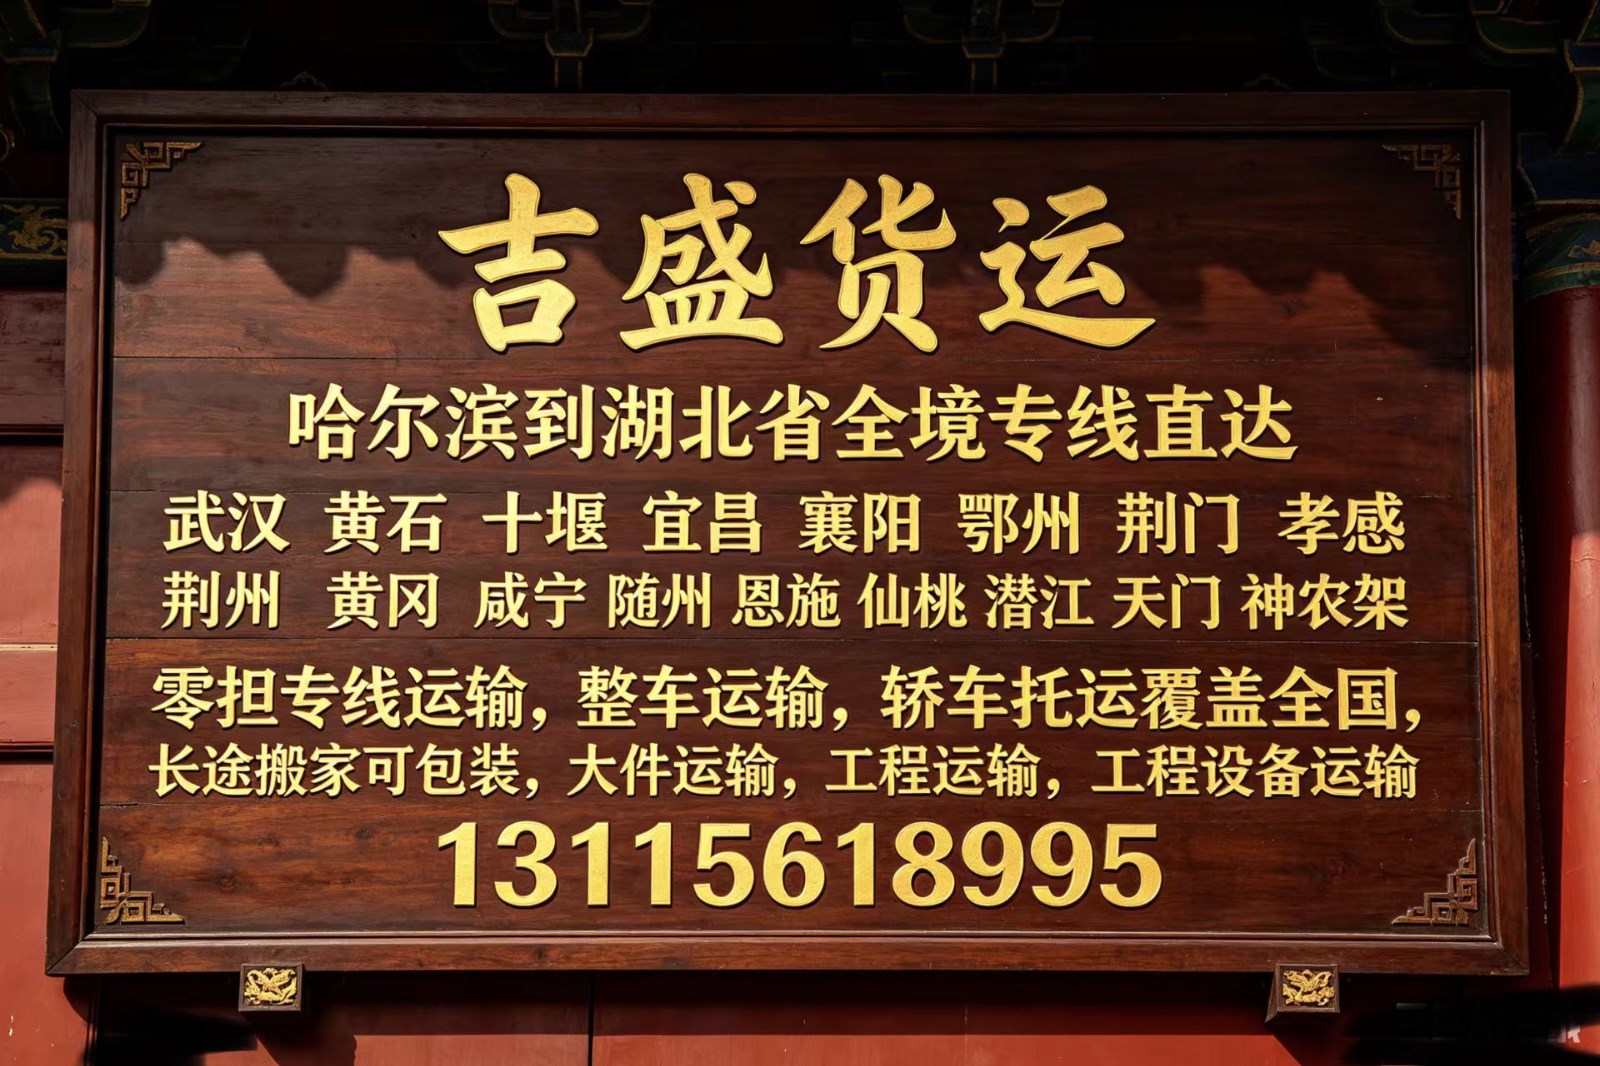 吉盛货运
哈尔滨到湖北省全境专线直达
武汉 黄石 十堰 宜昌 襄阳 鄂州 荆门 孝感
荆州 黄冈 咸宁 随州 恩施 仙桃 潜江 天门 神农架
零担专线运输，整车运输，轿车托运覆盖全国，
长途搬家可包装，大件运输，工程运输，工程设备运输
13115618995